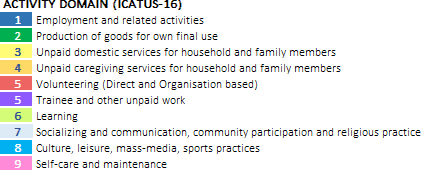 ACTIVITY DOMAIN (ICATUS-16)
1 Employment and related activities
2 Production of goods for own final use
3 Unpaid domestic services for household and family members
4 Unpaid caregiving services for household and family members
5 Volunteering (Direct and Organisation based)
5 Trainee and other unpaid work
6 Learning
7 Socializing and communication, community participation and religious practice
8 Culture, leisure, mass-media, sports practices
9 Self-care and maintenance